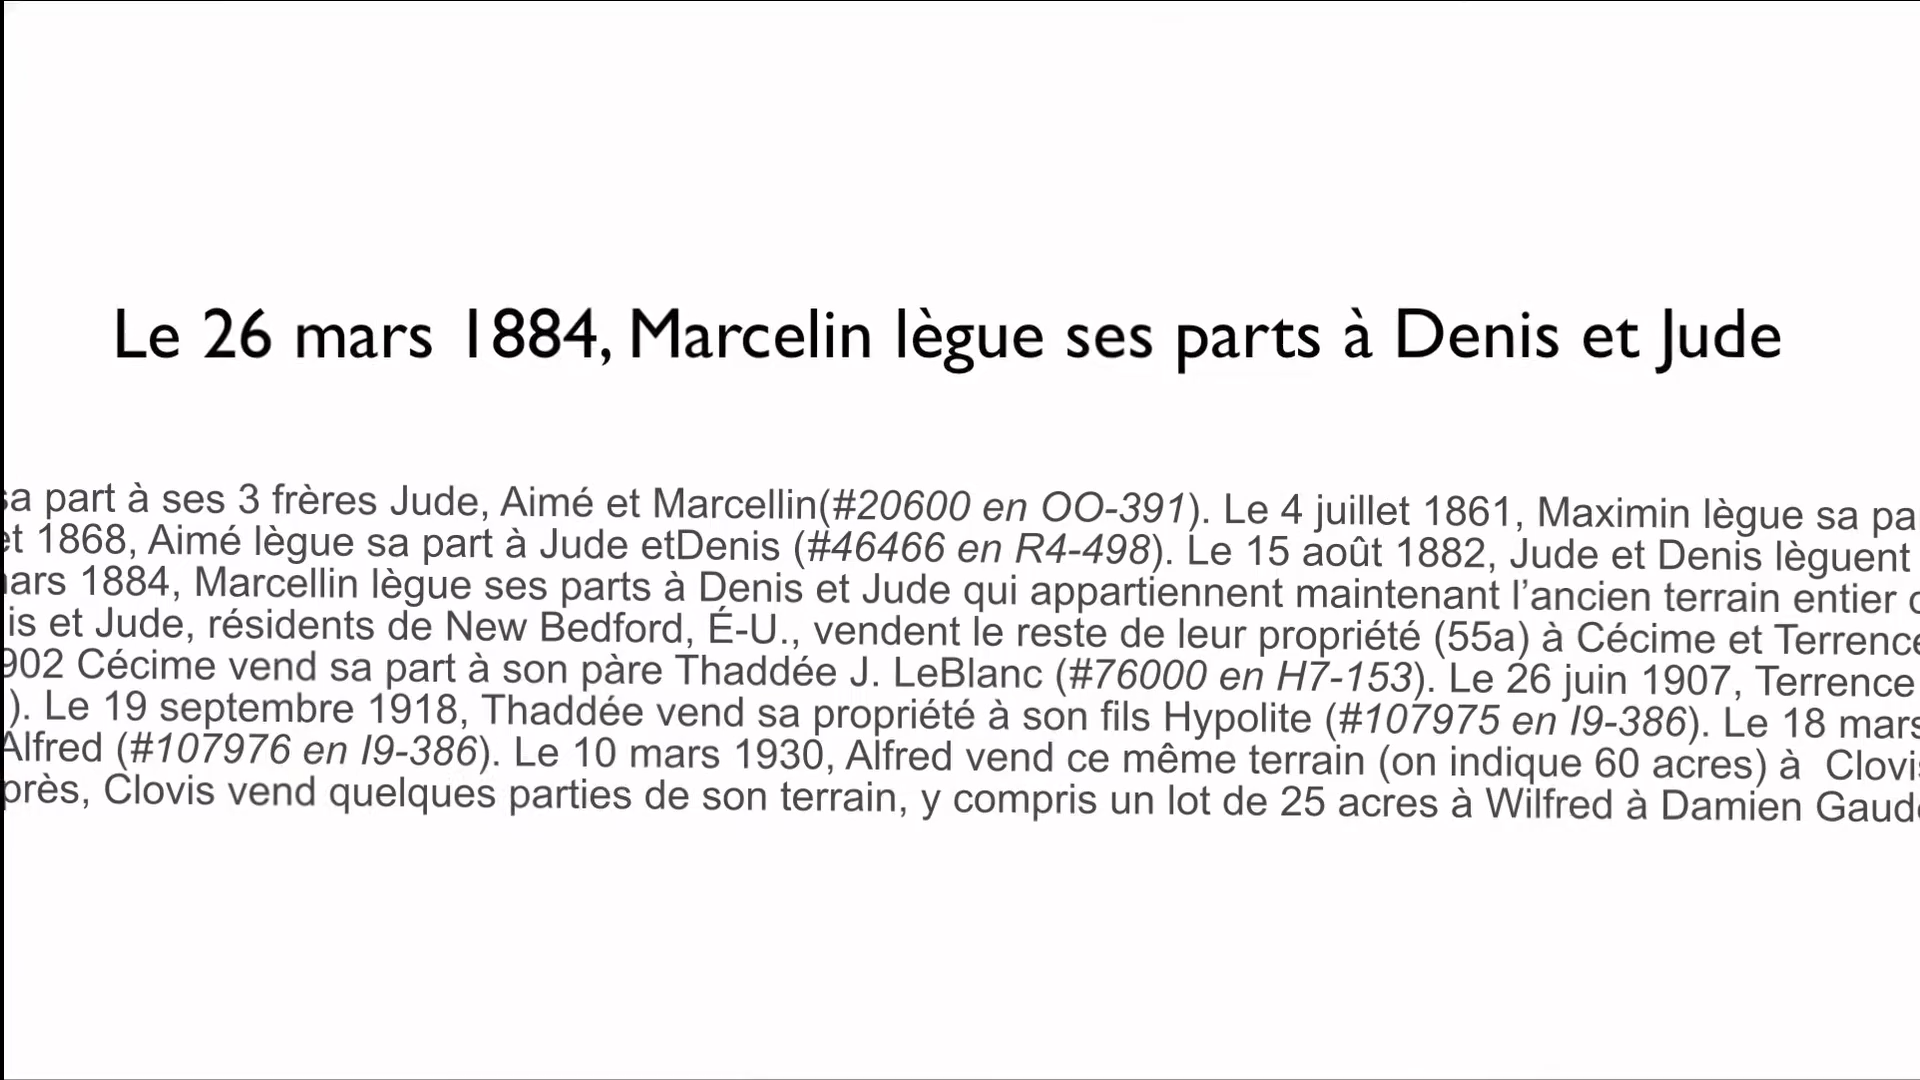 Le 26 mars 1884, Marcelin lègue ses parts à Denis et Jude
sa part à ses 3 frères Jude, Aimé et Marcellin(#20600 en OO-391). Le 4 juillet 1861, Maximin lègue sa pa
et 1868, Aimé lègue sa part à Jude etDenis (#46466 en R4-498). Le 15 août 1882, Jude et Denis lèguent
ars 1884, Marcellin lègue ses parts à Denis et Jude qui appartiennent maintenant l’ancien terrain entier
is et Jude, résidents de New Bedford, É-U., vendent le reste de leur propriété (55a) à Cécime et Terrence
902 Cécime vend sa part à son pàre Thaddée J. LeBlanc (#76000 en H7-153). Le 26 juin 1907, Terrence
). Le 19 septembre 1918, Thaddée vend sa propriété à son fils Hypolite (#107975 en I9-386). Le 18 mars
Alfred (#107976 en I9-386). Le 10 mars 1930, Alfred vend ce même terrain (on indique 60 acres) à  Clovis
près, Clovis vend quelques parties de son terrain, y compris un lot de 25 acres à Wilfred à Damien Gaud